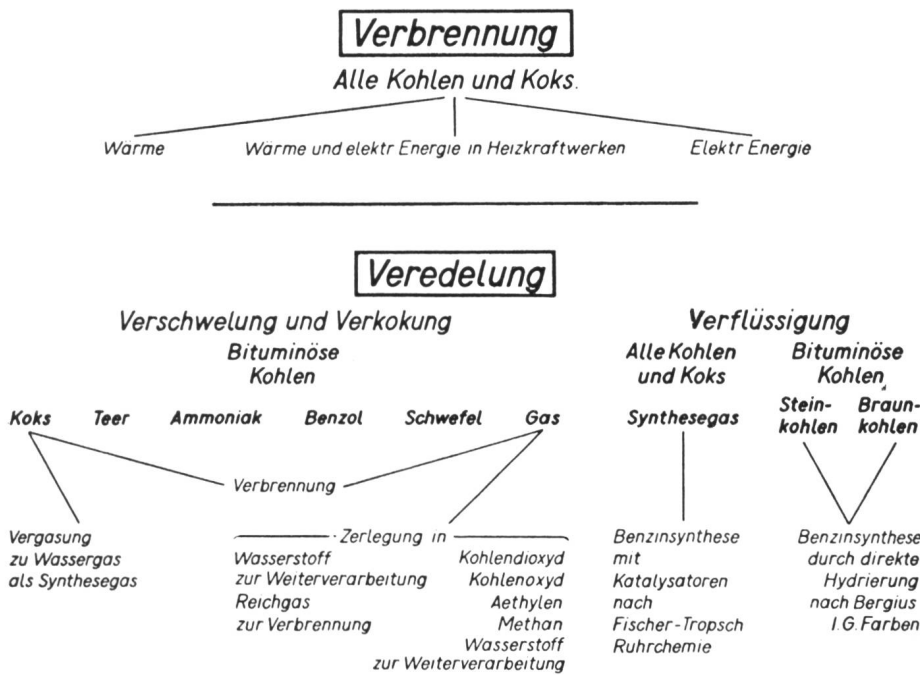 Verbrennung
Alle Kohlen und Koks.
Wärme
Wärme und elektr Energie in Heizkraftwerken
Elektr Energie
Veredelung
Verschwelung und Verkokung
Bituminöse
Kohlen
Koks Teer Ammoniak Benzol Schwefel Gas
Verbrennung
Vergasung
zu Wassergas
als Synthesegas
Zerlegung in
Wasserstoff
zur Weiterverarbeitung
Reichgas
zur Verbrennung
Kohlendioxyd
Kohlenoxyd
Aethylen
Methan
Wasserstoff
zur Weiterverarbeitung
Verflüssigung
Alle Kohlen
und Koks
Synthesegas
Benzinsynthese
mit
Katalysatoren
nach
Fischer-Tropsch
Ruhrchemie
Bituminöse
Kohlen
Stein-
kohlen
Braun-
kohlen
Benzinsynthese
durch direkte
Hydrierung
nach Bergius
I.G. Farben